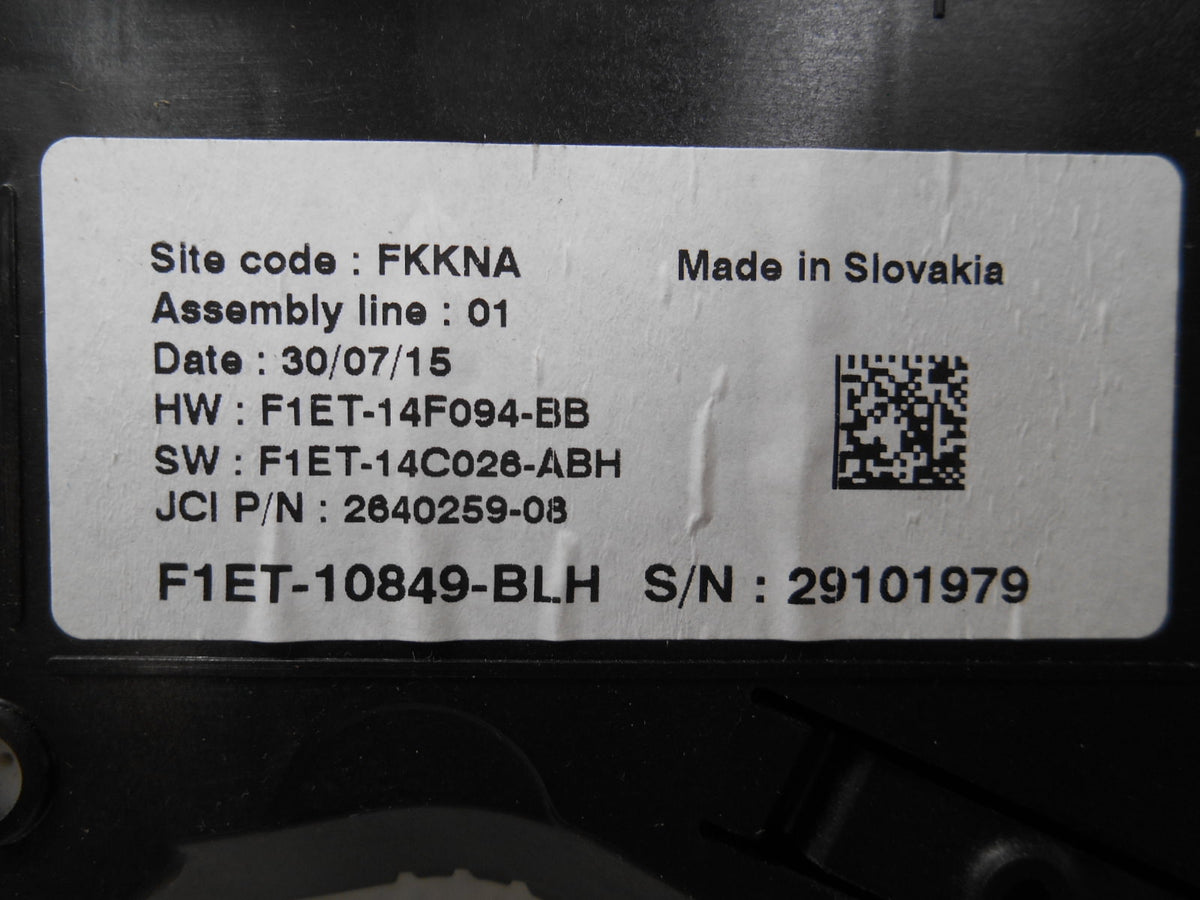 Site code : FKKNA
Made in Slovakia
Assembly line : 01
Date : 30/07/15
HW : F1ET-14F094-BB
SW : F1ET-14C026-ABH
JCI P/N : 2640259-08
F1ET-10849-BLH S/N : 29101979